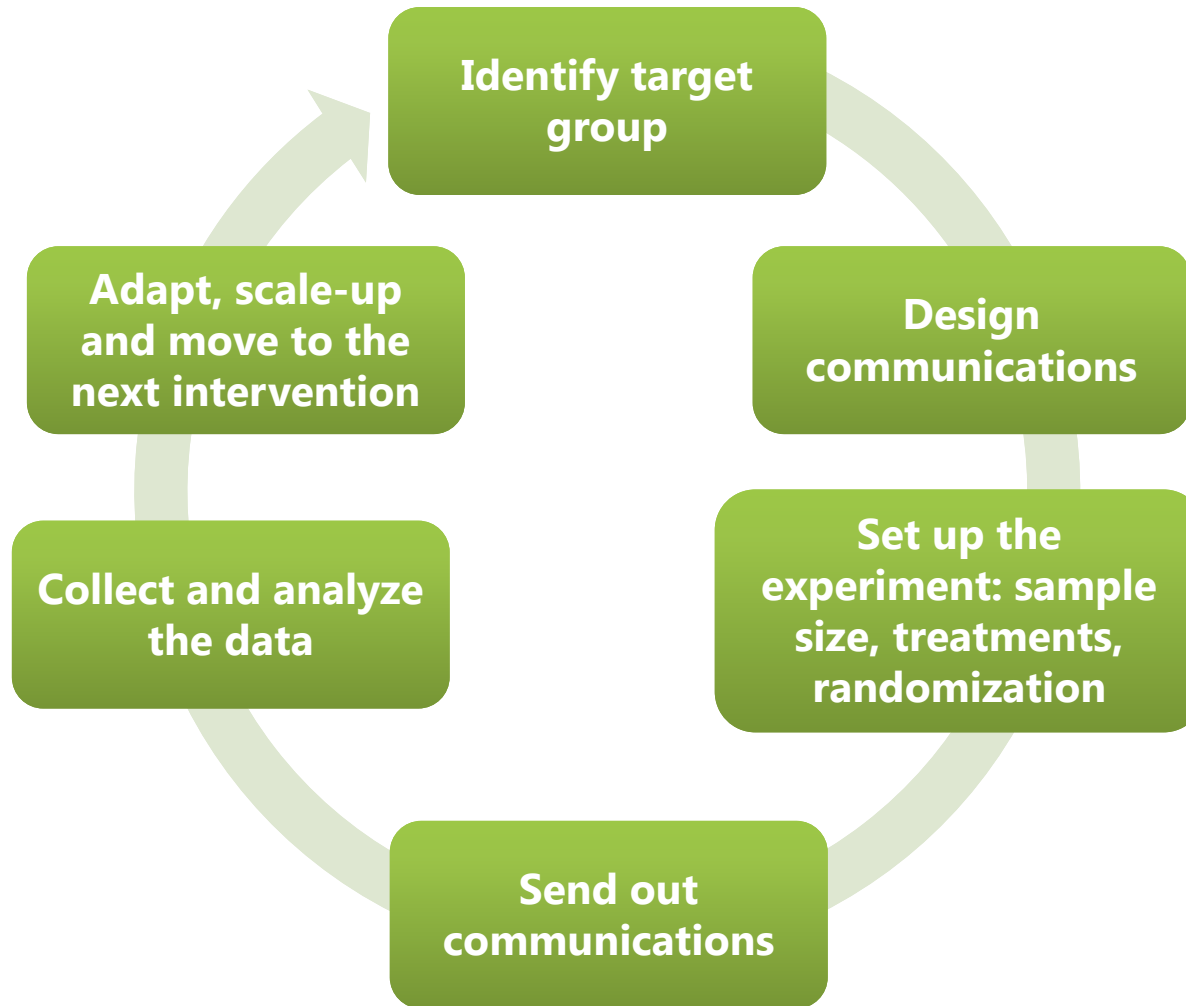 Identify target
group
Design
communications
Set up the
experiment: sample
size, treatments,
randomization
Send out
communications
Collect and analyze
the data
Adapt, scale-up
and move to the
next intervention